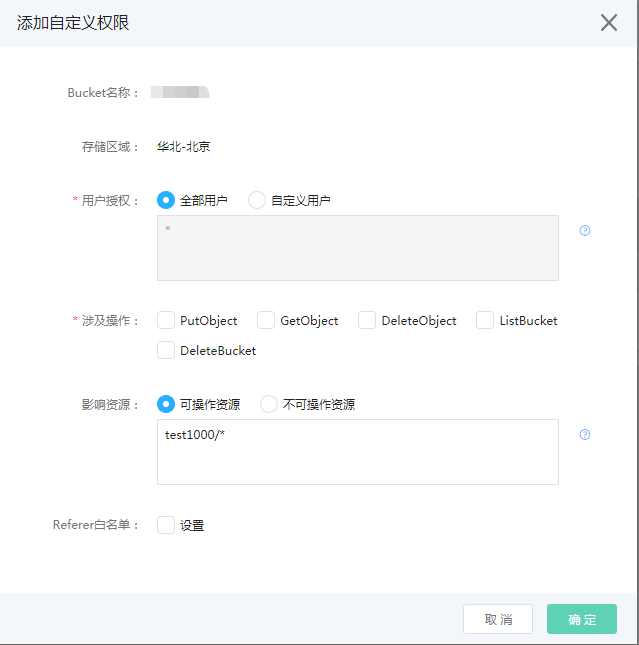 添加自定义权限
Bucket名称：
存储区域： 华北-北京
* 用户授权： 全部用户 自定义用户
*
* 涉及操作： PutObject GetObject DeleteObject ListBucket
DeleteBucket
影响资源： 可操作资源 不可操作资源
test1000/*
Referer白名单： 设置
取消 确定